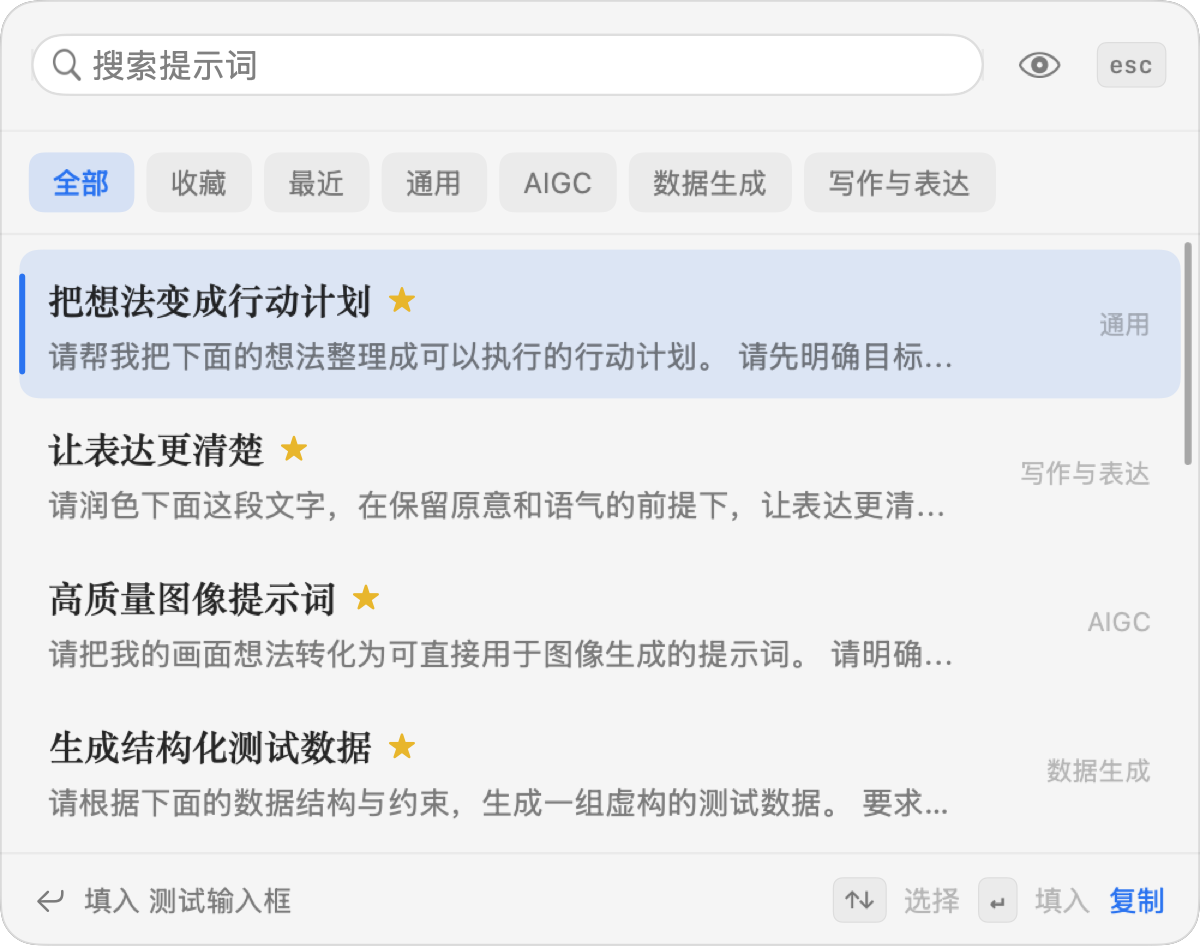 搜索提示词
esc
全部 收藏 最近 通用 AIGC 数据生成 写作与表达
把想法变成行动计划
请帮我把下面的想法整理成可以执行的行动计划。 请先明确目标…
通用
让表达更清楚
请润色下面这段文字，在保留原意和语气的前提下，让表达更清…
写作与表达
高质量图像提示词
请把我的画面想法转化为可直接用于图像生成的提示词。 请明确…
AIGC
生成结构化测试数据
请根据下面的数据结构与约束，生成一组虚构的测试数据。 要求…
数据生成
填入 测试输入框
选择 填入 复制